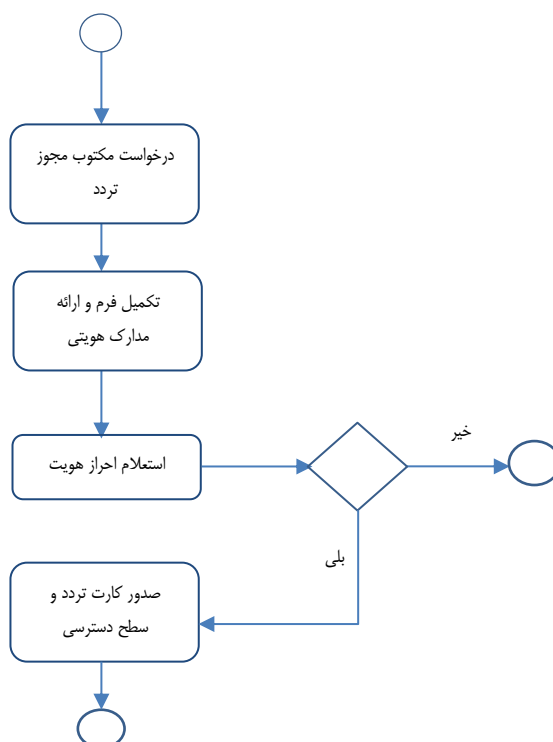 درخواست مکتوب مجوز
تردد
تکمیل فرم و ارائه
مدارک هویتی
استعلام احراز هویت
خیر
بلی
صدور کارت تردد و
سطح دسترسی